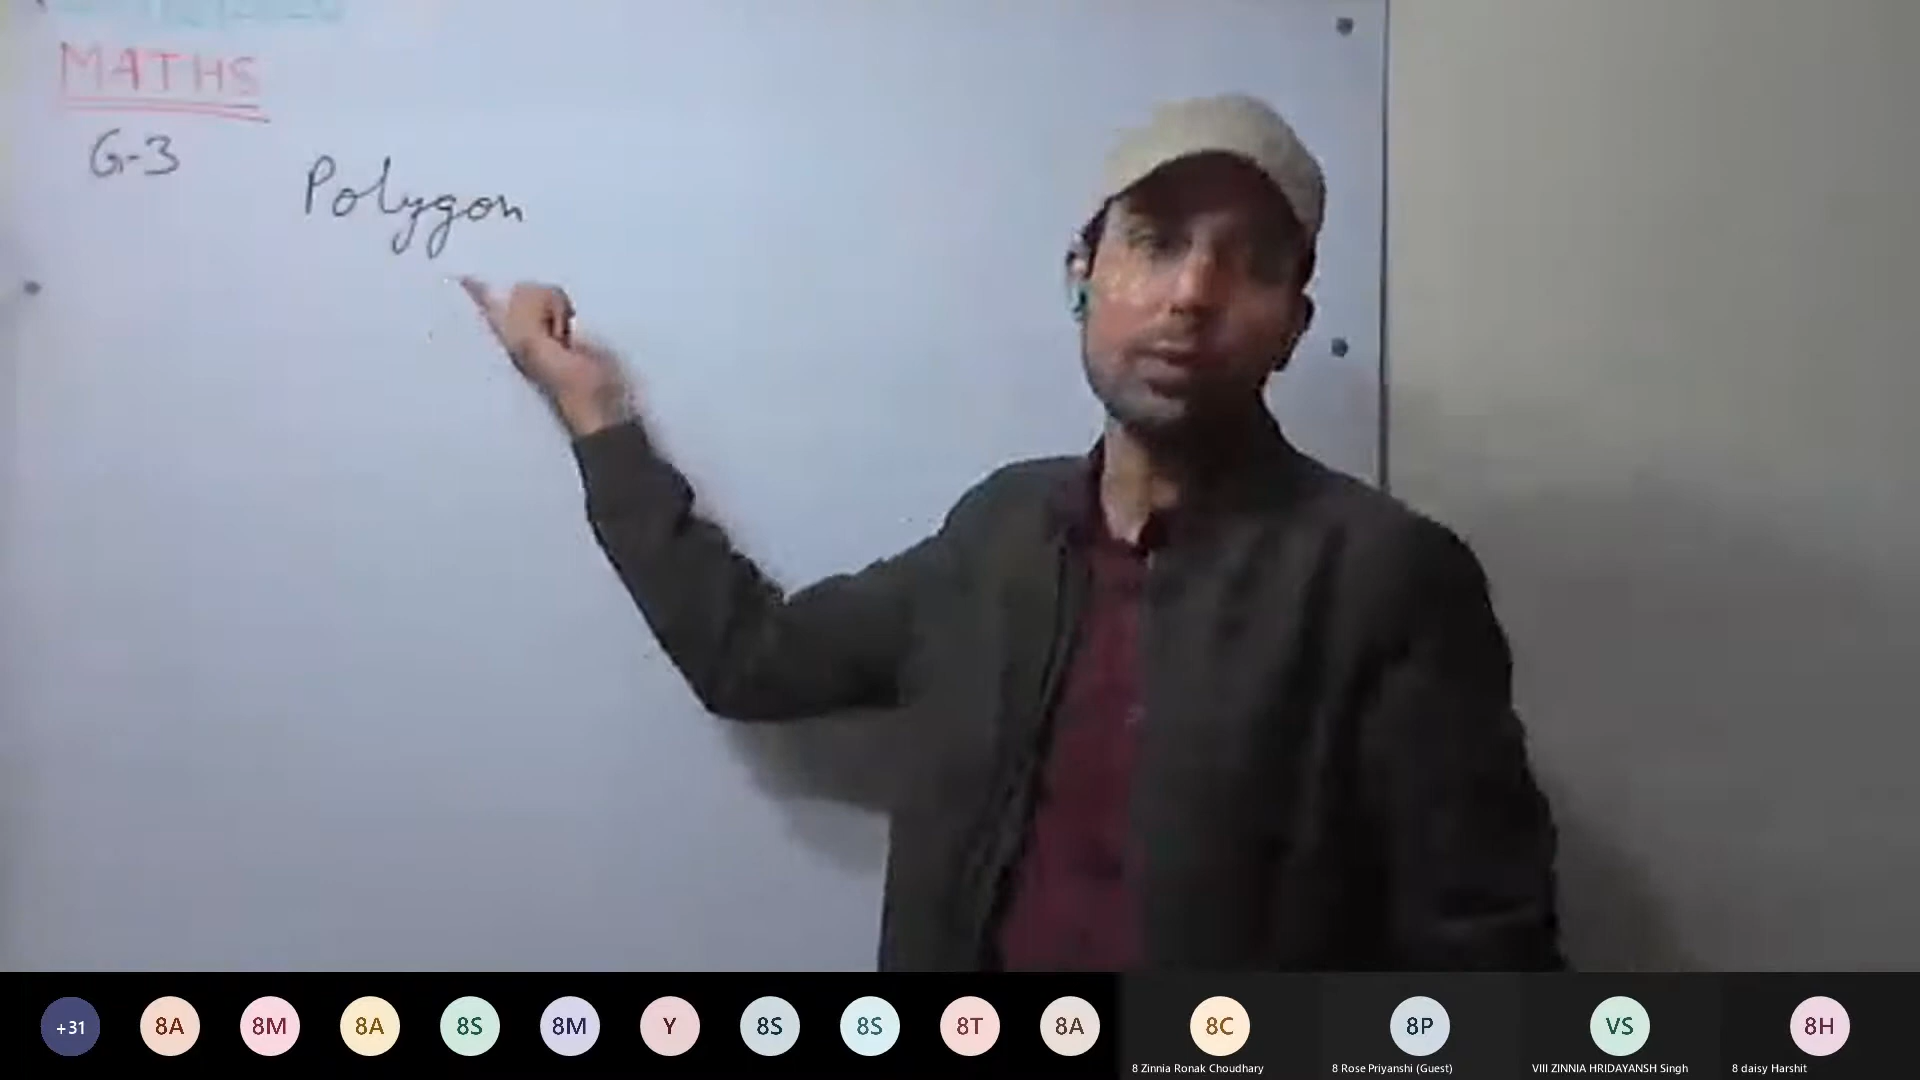 MATHS
G-3
Polygon
+31
8A
8M
8A
8S
8M
Y
8S
8S
8T
8A
8C
8P
VS
8H
8 Zinnia Ronak Choudhary
8 Rose Priyanshi (Guest)
VIII ZINNIA HRIDAYANSH Singh
8 daisy Harshit